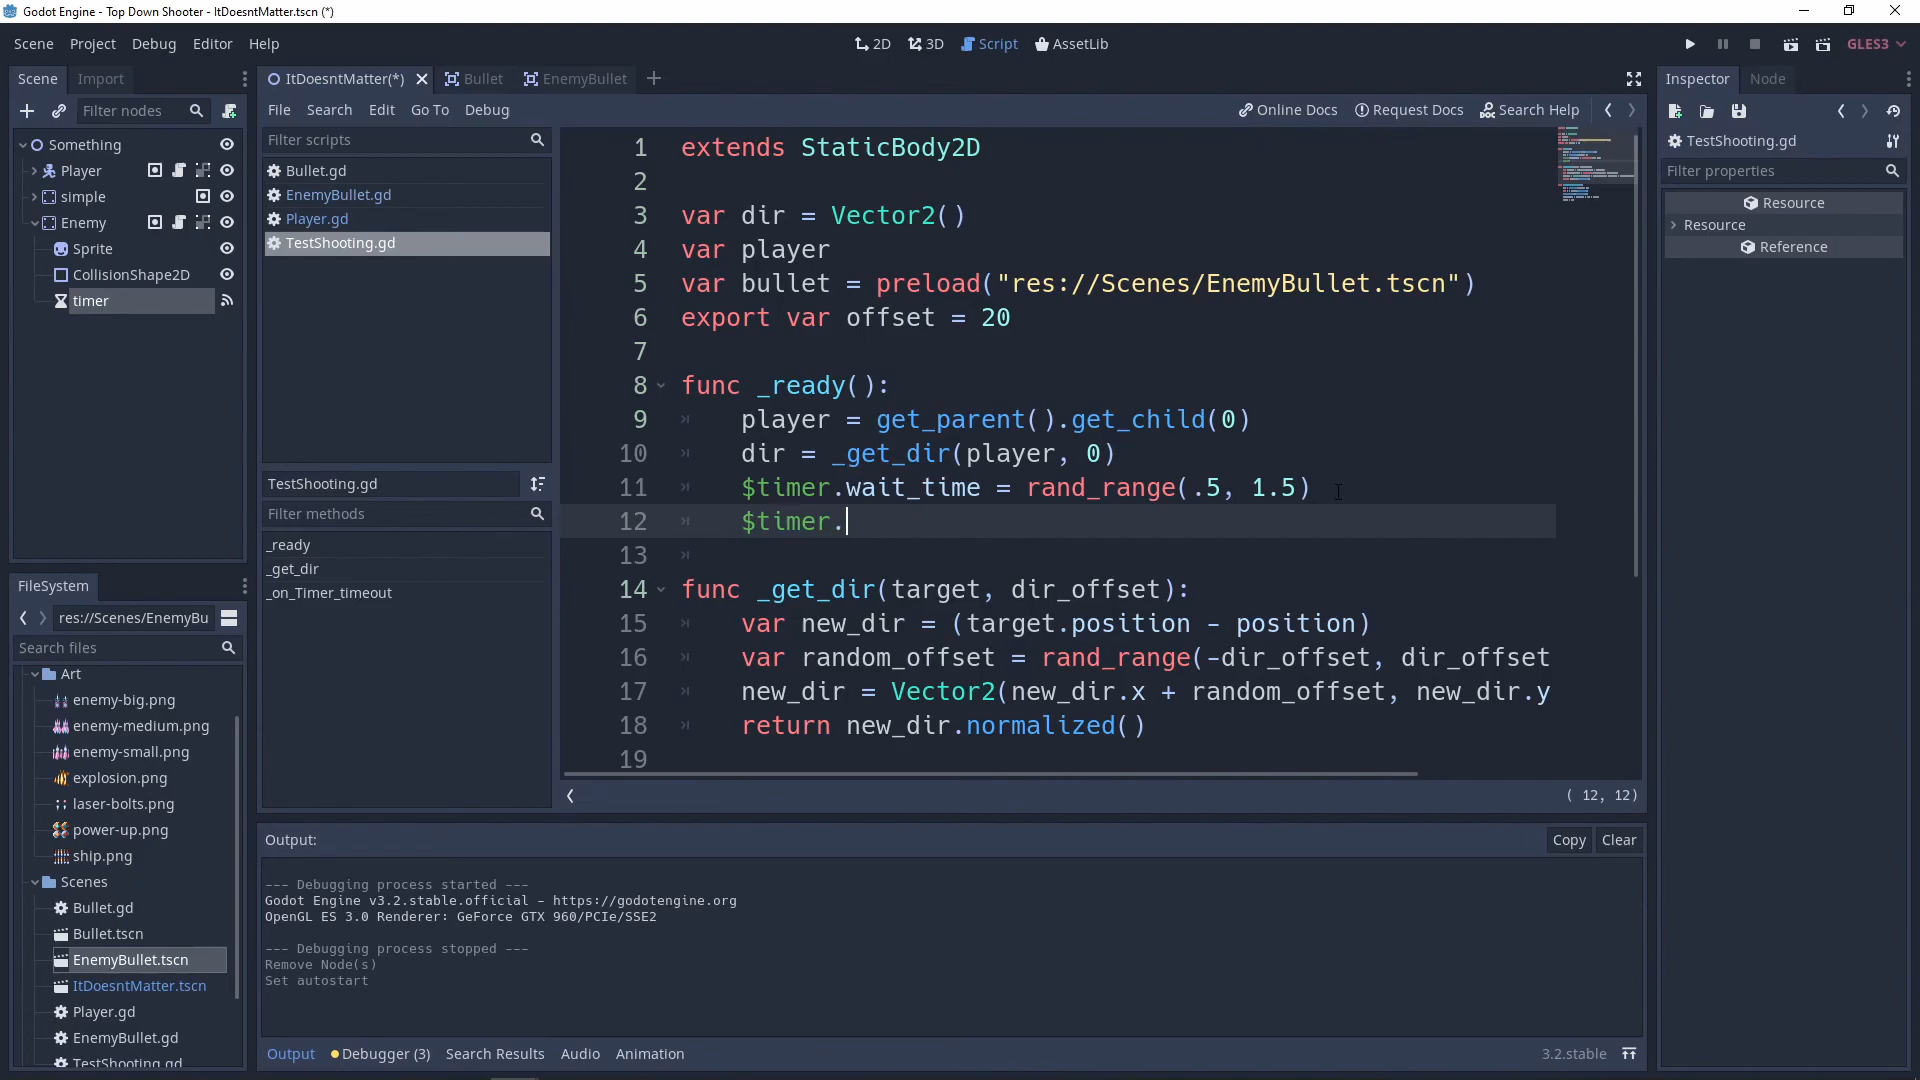 Godot Engine - Top Down Shooter - ItDoesntMatter.tscn (*)
Scene Project Debug Editor Help
2D 3D Script AssetLib
GLES3
Scene Import
ItDoesntMatter(*) Bullet EnemyBullet
Inspector Node
Filter nodes
File Search Edit Go To Debug
Online Docs Request Docs Search Help
Something
Player
simple
Enemy
Sprite
CollisionShape2D
timer
Filter scripts
Bullet.gd
EnemyBullet.gd
Player.gd
TestShooting.gd
TestShooting.gd
Filter methods
_ready
_get_dir
_on_Timer_timeout
1 extends StaticBody2D
2
3 var dir = Vector2()
4 var player
5 var bullet = preload("res://Scenes/EnemyBullet.tscn")
6 export var offset = 20
7
8 func _ready():
9 player = get_parent().get_child(0)
10 dir = _get_dir(player, 0)
11 $timer.wait_time = rand_range(.5, 1.5)
12 $timer.
13
14 func _get_dir(target, dir_offset):
15 var new_dir = (target.position - position)
16 var random_offset = rand_range(-dir_offset, dir_offset
17 new_dir = Vector2(new_dir.x + random_offset, new_dir.y
18 return new_dir.normalized()
19
( 12, 12)
TestShooting.gd
Filter properties
Resource
Resource
Reference
FileSystem
res://Scenes/EnemyBu
Search files
Art
enemy-big.png
enemy-medium.png
enemy-small.png
explosion.png
laser-bolts.png
power-up.png
ship.png
Scenes
Bullet.gd
Bullet.tscn
EnemyBullet.tscn
ItDoesntMatter.tscn
Player.gd
EnemyBullet.gd
TestShooting.gd
Output:
Copy Clear
--- Debugging process started ---
Godot Engine v3.2.stable.official - https://godotengine.org
OpenGL ES 3.0 Renderer: GeForce GTX 960/PCIe/SSE2
--- Debugging process stopped ---
Remove Node(s)
Set autostart
Output Debugger (3) Search Results Audio Animation
3.2.stable